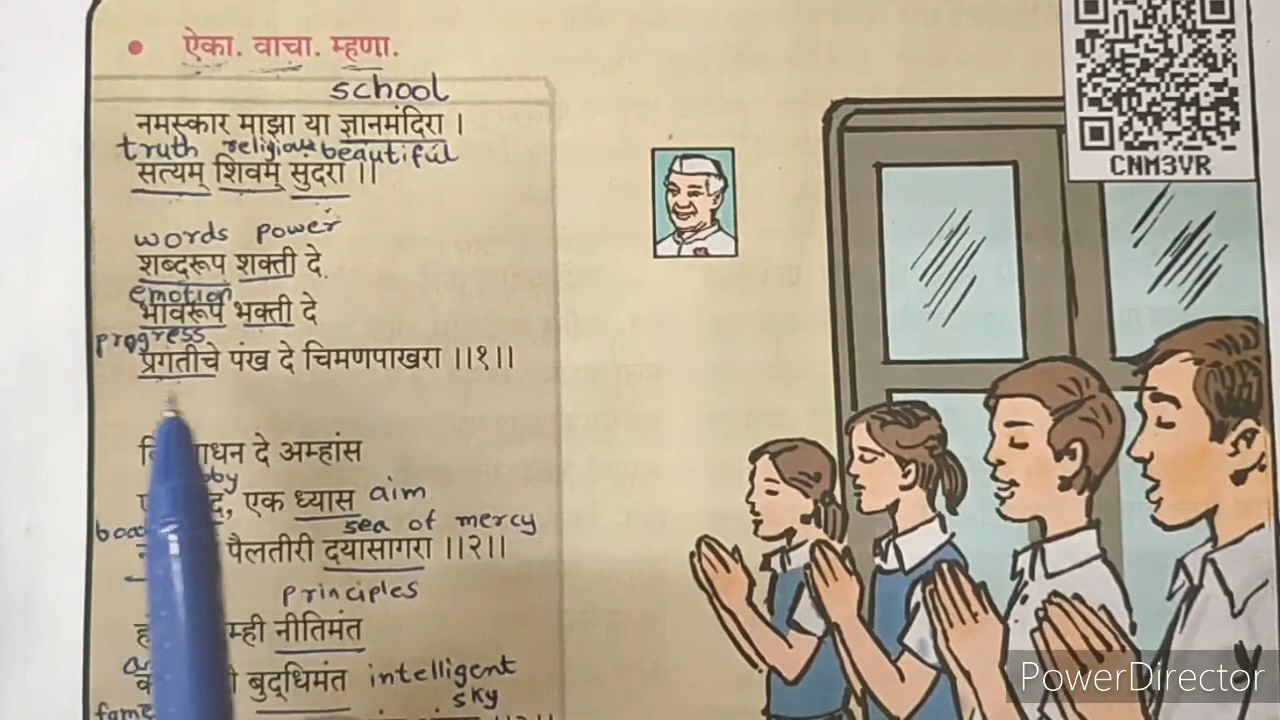 • ऐका. वाचा. म्हणा.
school
नमस्कार माझा या ज्ञानमंदिरा ।
truth religious beautiful
सत्यम् शिवम् सुंदरा ।।
words power
शब्दरूप शक्ती दे
emotion
भावरूप भक्ती दे
progress
प्रगतीचे पंख दे चिमणपाखरा ।।१।।
धन दे अम्हांस
, एक ध्यास aim
sea of mercy
पैलतीरी दयासागरा ।।२।।
principles
नीतिमंत
बुद्धिमंत intelligent
fame sky
CNM3VR
PowerDirector